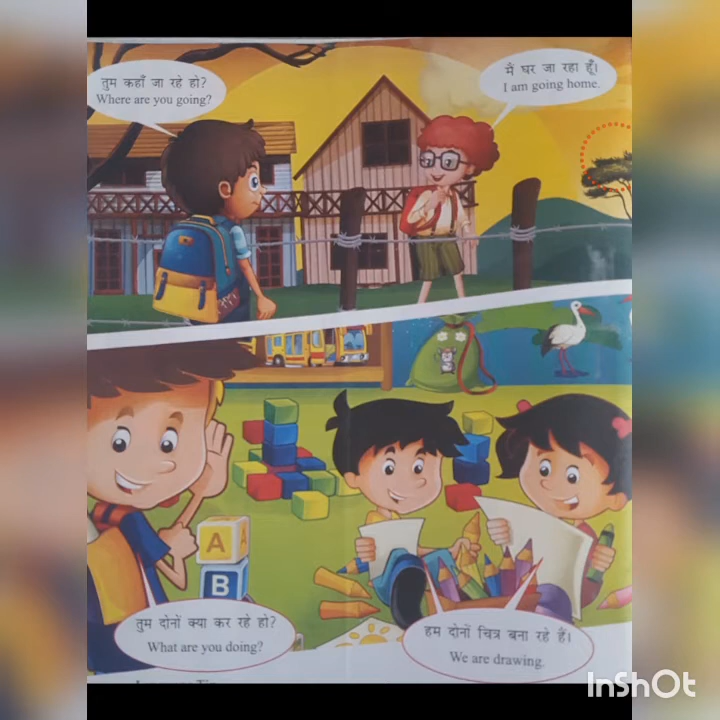 तुम कहाँ जा रहे हो?
Where are you going?
मैं घर जा रहा हूँ।
I am going home.
A
B
तुम दोनों क्या कर रहे हो?
What are you doing?
हम दोनों चित्र बना रहे हैं।
We are drawing.
InShOt